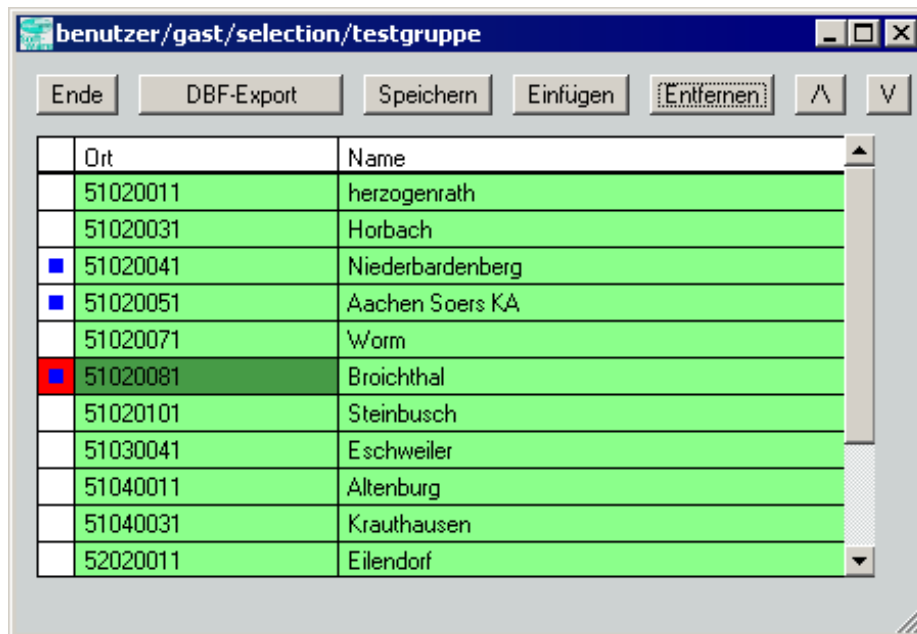 benutzer/gast/selection/testgruppe
Ende DBF-Export Speichern Einfügen Entfernen /\ V
Ort Name
51020011 herzogenrath
51020031 Horbach
51020041 Niederbardenberg
51020051 Aachen Soers KA
51020071 Worm
51020081 Broichthal
51020101 Steinbusch
51030041 Eschweiler
51040011 Altenburg
51040031 Krauthausen
52020011 Eilendorf